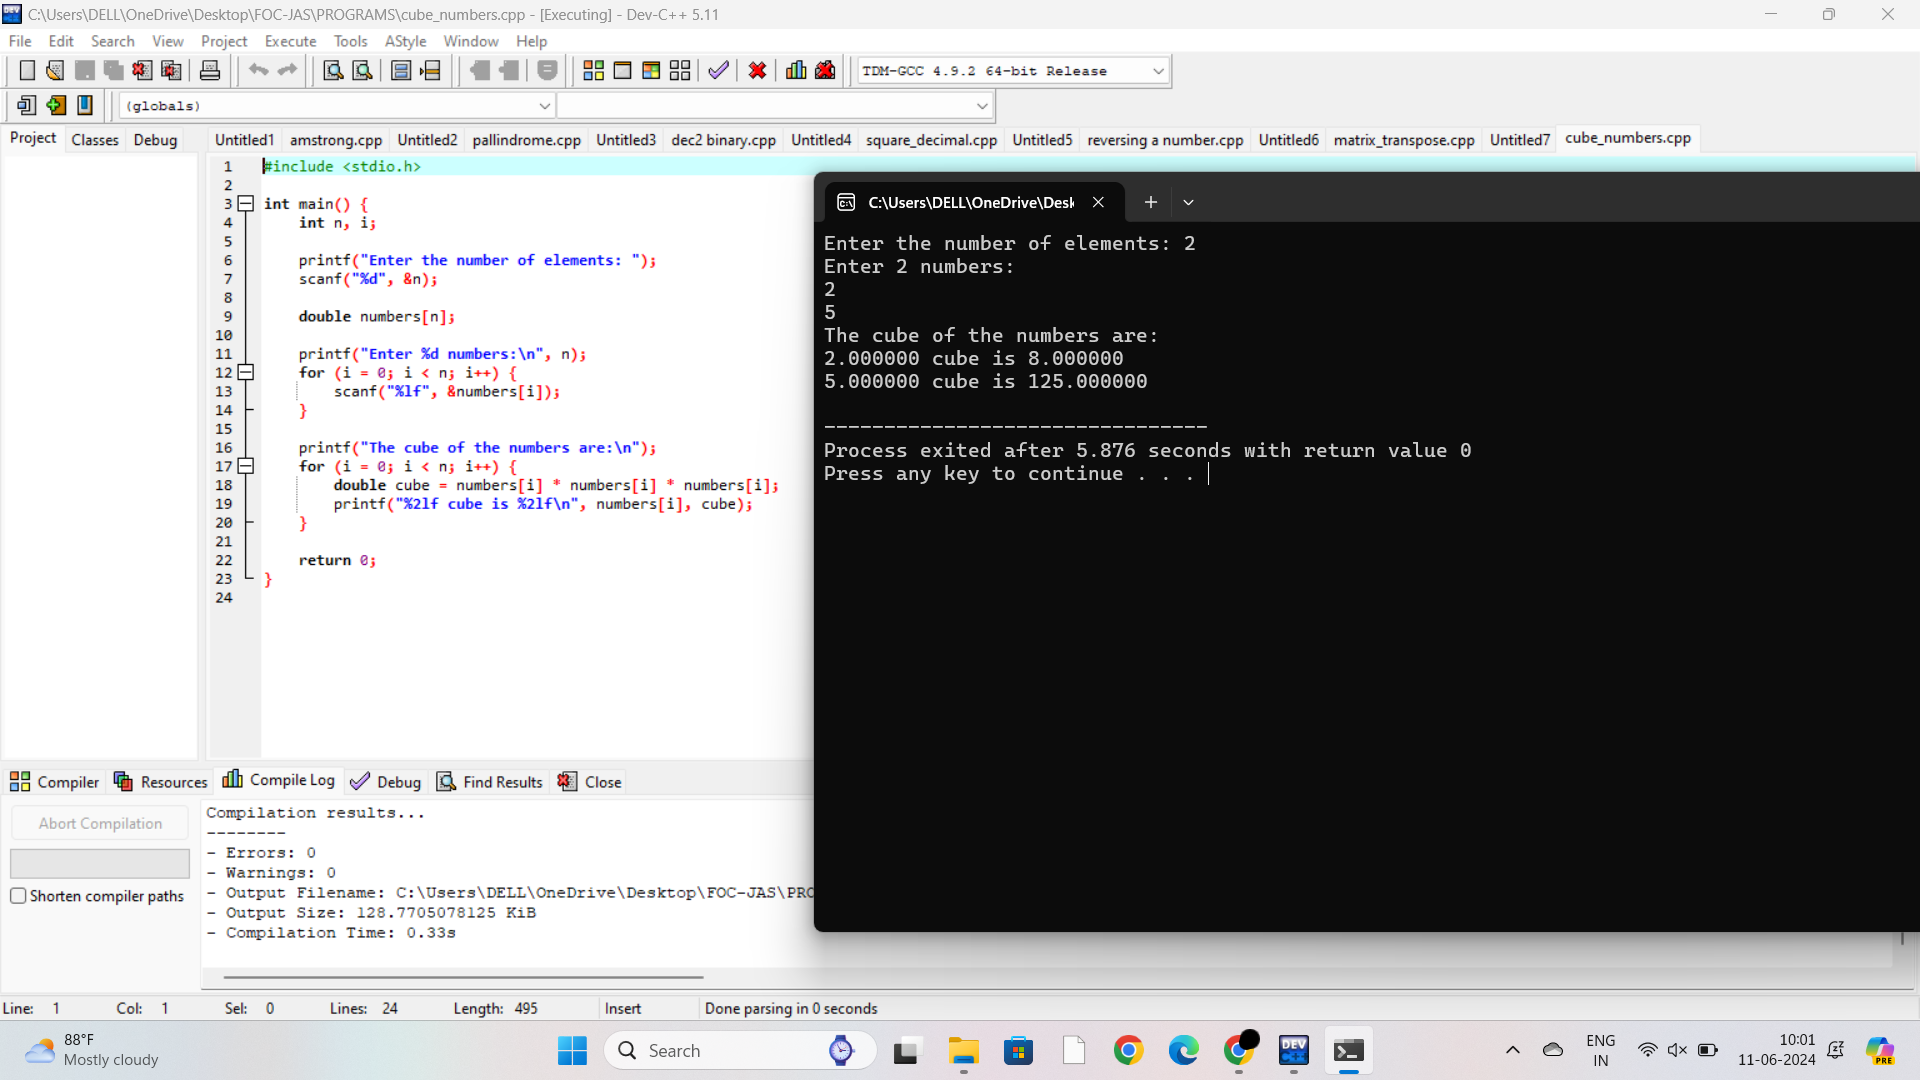 C:\Users\DELL\OneDrive\Desktop\FOC-JAS\PROGRAMS\cube_numbers.cpp - [Executing] - Dev-C++ 5.11
File Edit Search View Project Execute Tools AStyle Window Help
TDM-GCC 4.9.2 64-bit Release
(globals)
Project Classes Debug
Untitled1 amstrong.cpp Untitled2 pallindrome.cpp Untitled3 dec2 binary.cpp Untitled4 square_decimal.cpp Untitled5 reversing a number.cpp Untitled6 matrix_transpose.cpp Untitled7 cube_numbers.cpp
1 #include <stdio.h>
2
3 int main() {
4 int n, i;
5
6 printf("Enter the number of elements: ");
7 scanf("%d", &n);
8
9 double numbers[n];
10
11 printf("Enter %d numbers:\n", n);
12 for (i = 0; i < n; i++) {
13 scanf("%lf", &numbers[i]);
14 }
15
16 printf("The cube of the numbers are:\n");
17 for (i = 0; i < n; i++) {
18 double cube = numbers[i] * numbers[i] * numbers[i];
19 printf("%2lf cube is %2lf\n", numbers[i], cube);
20 }
21
22 return 0;
23 }
24
C:\Users\DELL\OneDrive\Desk
Enter the number of elements: 2
Enter 2 numbers:
2
5
The cube of the numbers are:
2.000000 cube is 8.000000
5.000000 cube is 125.000000
--------------------------------
Process exited after 5.876 seconds with return value 0
Press any key to continue . . .
Compiler Resources Compile Log Debug Find Results Close
Abort Compilation
Shorten compiler paths
Compilation results...
--------
- Errors: 0
- Warnings: 0
- Output Filename: C:\Users\DELL\OneDrive\Desktop\FOC-JAS\PRO
- Output Size: 128.7705078125 KiB
- Compilation Time: 0.33s
Line: 1 Col: 1 Sel: 0 Lines: 24 Length: 495 Insert Done parsing in 0 seconds
88°F
Mostly cloudy
Search
DEV
ENG
IN
10:01
11-06-2024
PRE